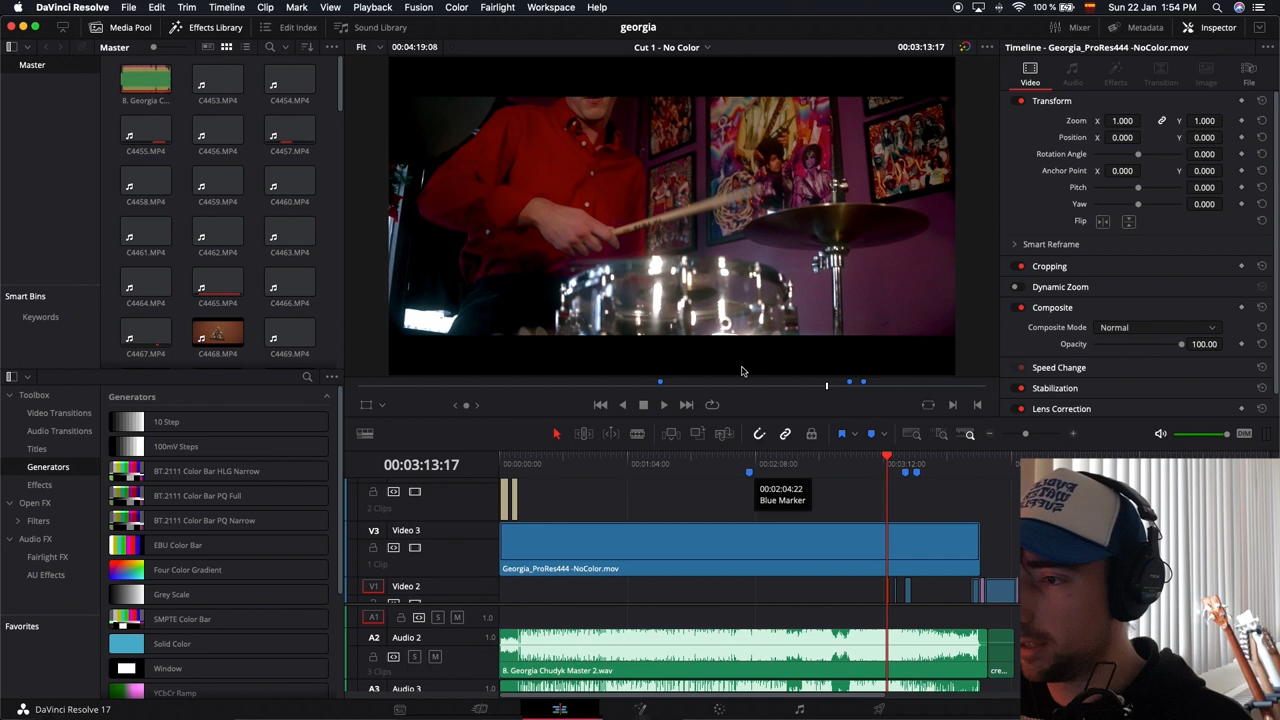 DaVinci Resolve File Edit Trim Timeline Clip Mark View Playback Fusion Color Fairlight Workspace Help 100 % Sun 22 Jan 1:54 PM
Media Pool Effects Library Edit Index Sound Library georgia Mixer Metadata Inspector
Master Fit 00:04:19:08 Cut 1 - No Color 00:03:13:17 Timeline - Georgia_ProRes444 -NoColor.mov
Master
Video Audio Effects Transition Image File
8. Georgia C... C4453.MP4 C4454.MP4
C4455.MP4 C4456.MP4 C4457.MP4
C4458.MP4 C4459.MP4 C4460.MP4
C4461.MP4 C4462.MP4 C4463.MP4
C4464.MP4 C4465.MP4 C4466.MP4
C4467.MP4 C4468.MP4 C4469.MP4
Smart Bins
Keywords
Transform
Zoom X 1.000 Y 1.000
Position X 0.000 Y 0.000
Rotation Angle 0.000
Anchor Point X 0.000 Y 0.000
Pitch 0.000
Yaw 0.000
Flip
Smart Reframe
Cropping
Dynamic Zoom
Composite
Composite Mode Normal
Opacity 100.00
Speed Change
Stabilization
Lens Correction
Toolbox
Video Transitions
Audio Transitions
Titles
Generators
Effects
Open FX
Filters
Audio FX
Fairlight FX
AU Effects
Favorites
Generators
10 Step
100mV Steps
BT.2111 Color Bar HLG Narrow
BT.2111 Color Bar PQ Full
BT.2111 Color Bar PQ Narrow
EBU Color Bar
Four Color Gradient
Grey Scale
SMPTE Color Bar
Solid Color
Window
YCbCr Ramp
DIM
00:03:13:17 00:00:00:00 00:01:04:00 00:02:08:00 00:03:12:00
00:02:04:22
Blue Marker
2 Clips
V3 Video 3
1 Clip
Georgia_ProRes444 -NoColor.mov
V1 Video 2
A1 S M 1.0
A2 Audio 2 1.0
S M
3 Clips
8. Georgia Chudyk Master 2.wav cre...
A3 Audio 3 1.0
DaVinci Resolve 17